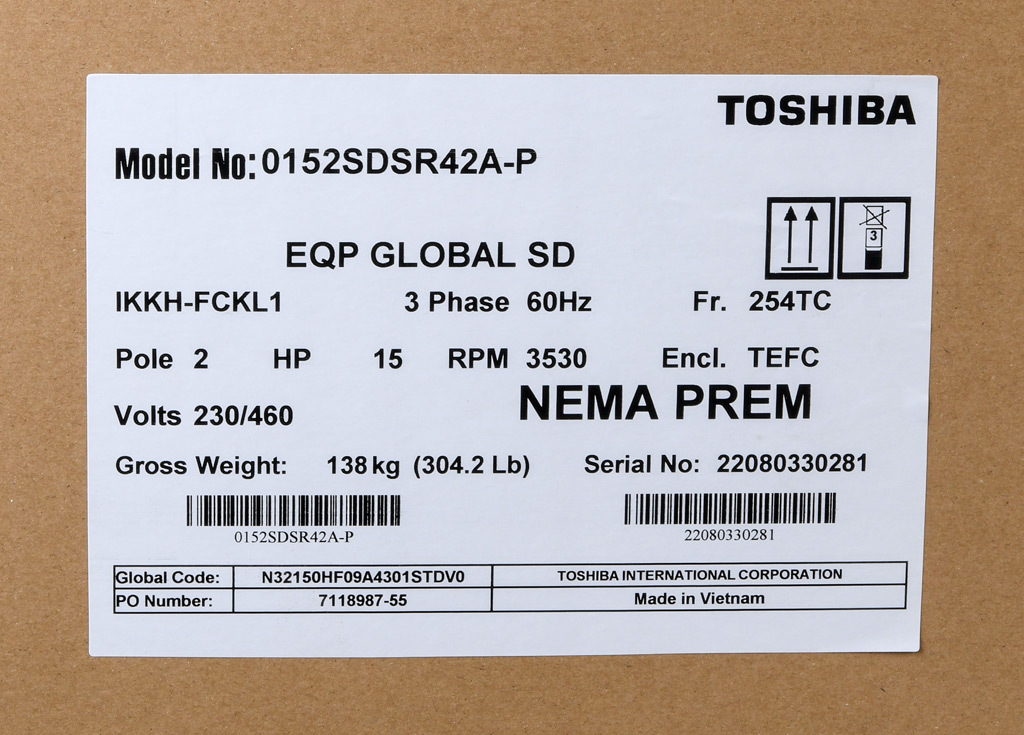 TOSHIBA
Model No: 0152SDSR42A-P
EQP GLOBAL SD
3
IKKH-FCKL1 3 Phase 60Hz Fr. 254TC
Pole 2 HP 15 RPM 3530 Encl. TEFC
Volts 230/460 NEMA PREM
Gross Weight: 138 kg (304.2 Lb) Serial No: 22080330281
0152SDSR42A-P 22080330281
Global Code: N32150HF09A4301STDV0 TOSHIBA INTERNATIONAL CORPORATION
PO Number: 7118987-55 Made in Vietnam